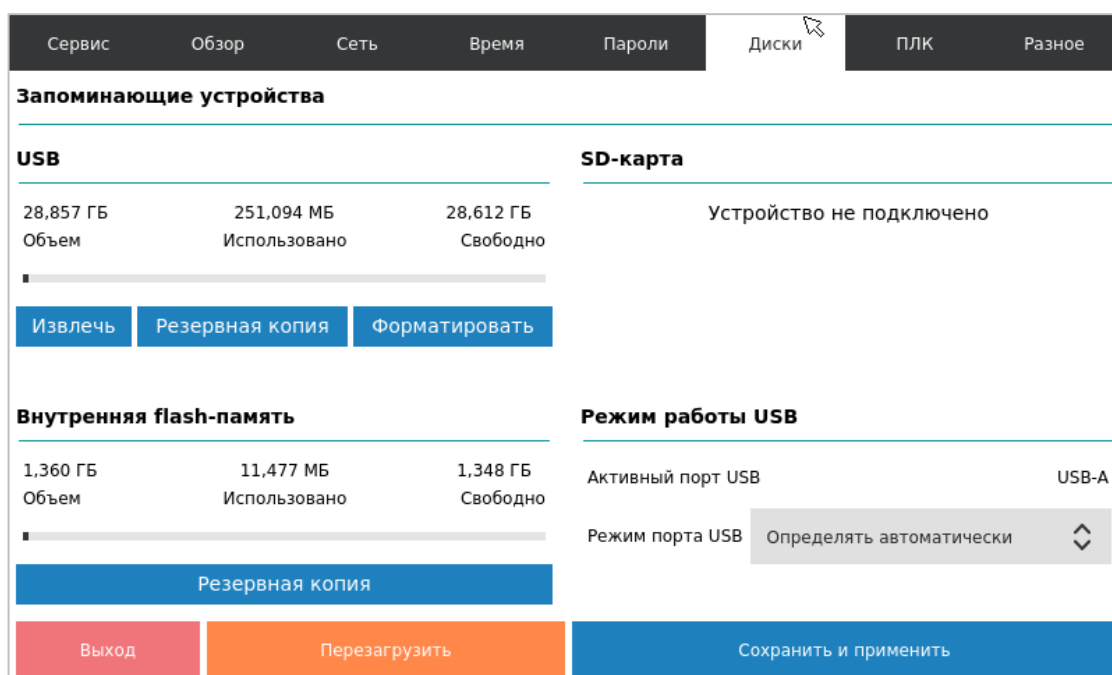 Сервис Обзор Сеть Время Пароли Диски ПЛК Разное
Запоминающие устройства
USB
28,857 ГБ 251,094 МБ 28,612 ГБ
Объем Использовано Свободно
Извлечь Резервная копия Форматировать
SD-карта
Устройство не подключено
Внутренняя flash-память
1,360 ГБ 11,477 МБ 1,348 ГБ
Объем Использовано Свободно
Резервная копия
Режим работы USB
Активный порт USB USB-A
Режим порта USB Определять автоматически
Выход Перезагрузить Сохранить и применить